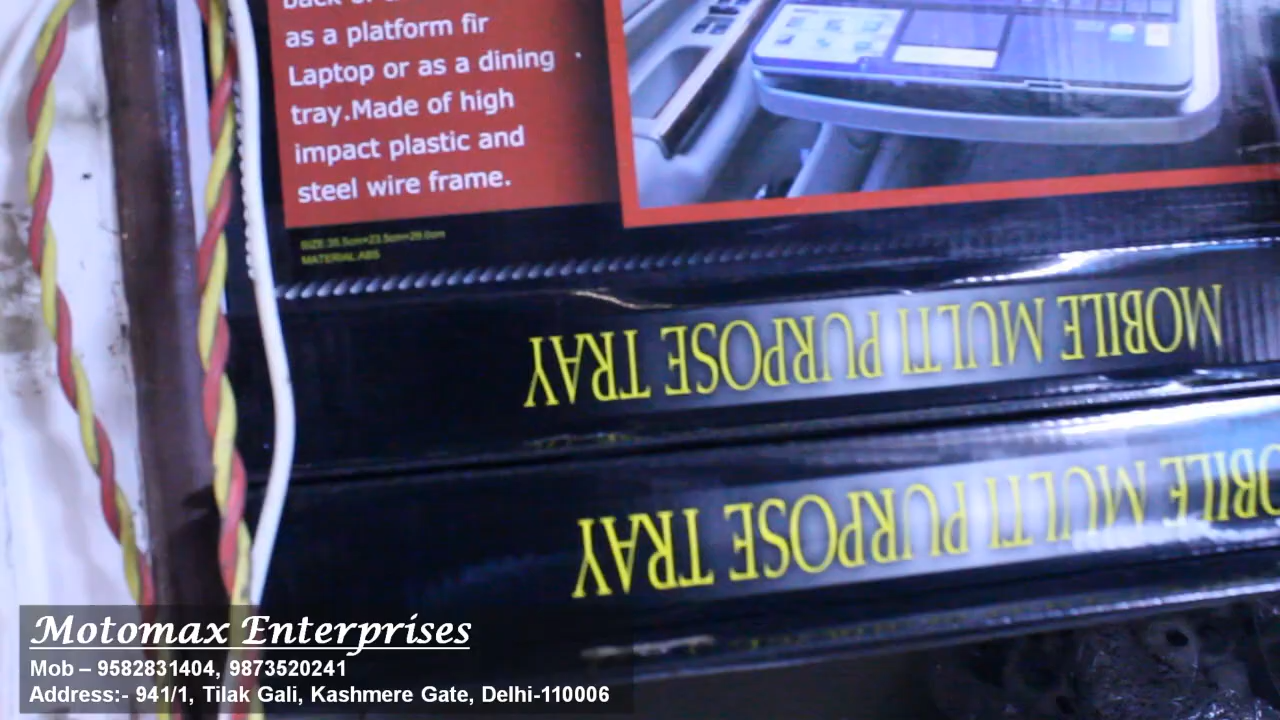 as a platform fir
Laptop or as a dining
tray.Made of high
impact plastic and
steel wire frame.
MATERIAL ABS
MOBILE MULTI PURPOSE TRAY
MULTI PURPOSE TRAY
Motomax Enterprises
Mob – 9582831404, 9873520241
Address:- 941/1, Tilak Gali, Kashmere Gate, Delhi-110006